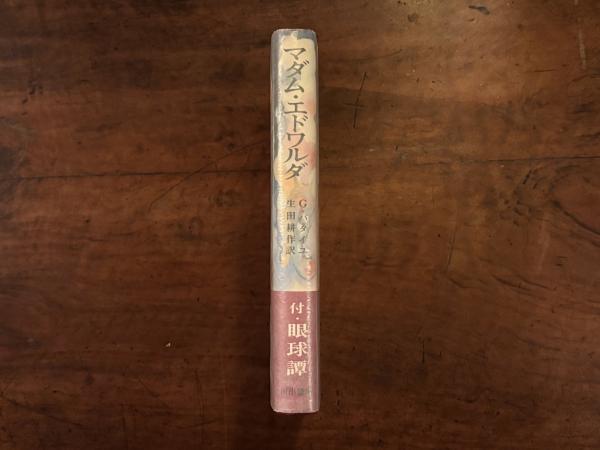 マダム・エドワルダ
G・バタイユ
生田耕作訳
付・眼球譚